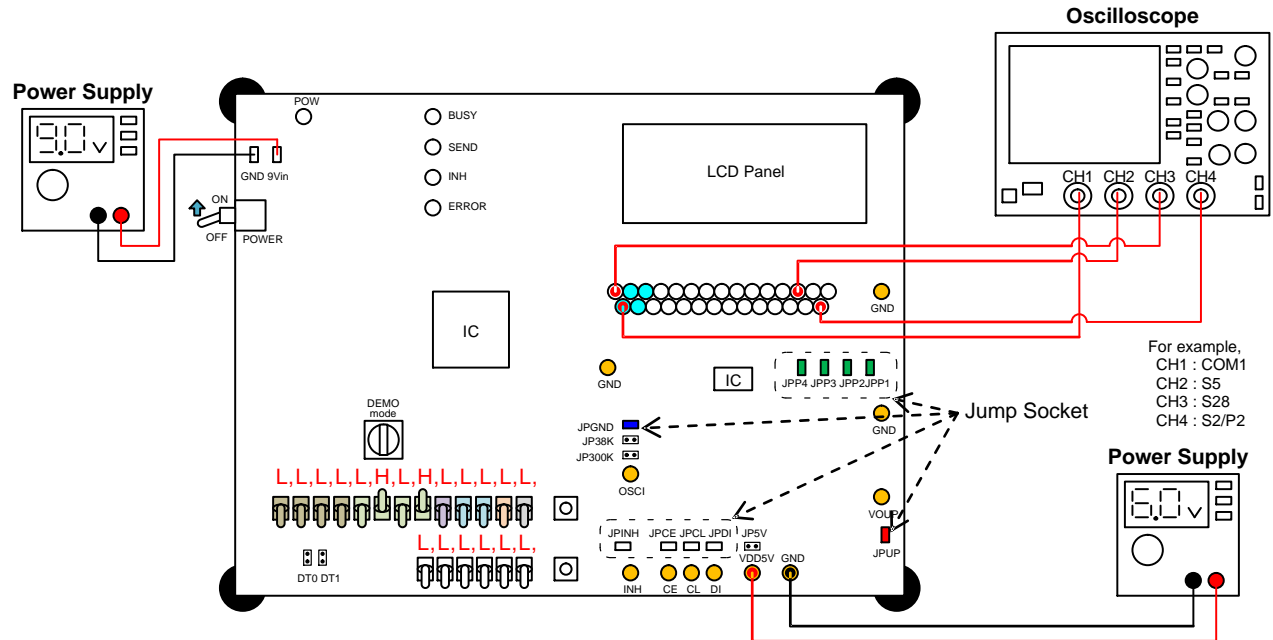 Oscilloscope
Power Supply
9.0 v
POW
BUSY
SEND
INH
ERROR
GND 9Vin
ON
OFF
POWER
LCD Panel
CH1 CH2 CH3 CH4
GND
IC
GND
IC
JPP4 JPP3 JPP2 JPP1
For example,
CH1 : COM1
CH2 : S5
CH3 : S28
CH4 : S2/P2
DEMO
mode
JPGND
JP38K
JP300K
OSCI
GND
Jump Socket
Power Supply
6.0 v
L,L,L,L,L,H,L,H,L,L,L,L,L,
VOUP
JPUP
JPINH JPCE JPCL JPDI JP5V
L,L,L,L,L,L,
DT0 DT1
VDD5V GND
INH CE CL DI